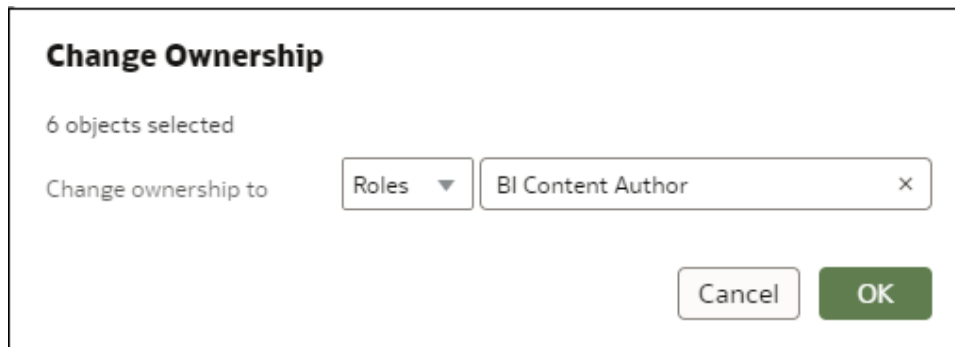 Change Ownership
6 objects selected
Change ownership to Roles BI Content Author ×
Cancel OK